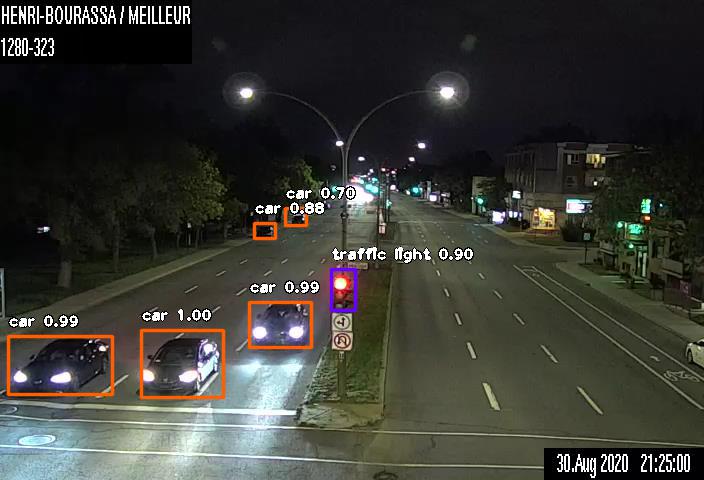 HENRI-BOURASSA / MEILLEUR
1280-323
car 0.70
car 0.88
traffic light 0.90
car 0.99
car 1.00
car 0.99
30.Aug 2020 21:25:00